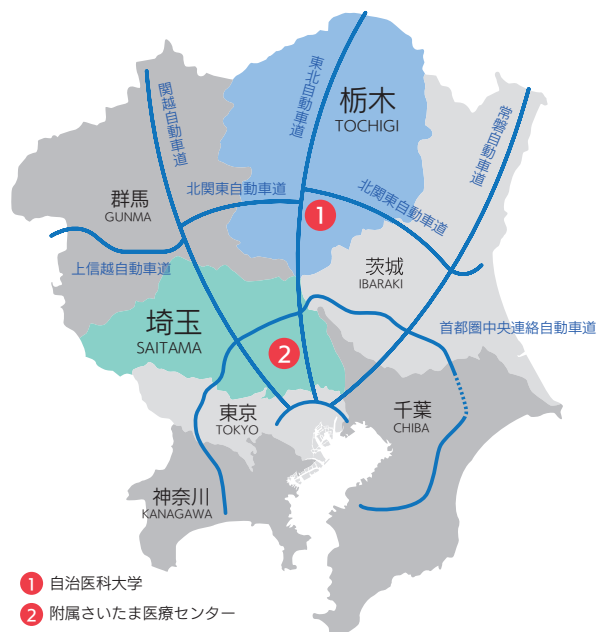 関越自動車道
東北自動車道
栃木
TOCHIGI
常磐自動車道
群馬
GUNMA
北関東自動車道
1
北関東自動車道
上信越自動車道
茨城
IBARAKI
埼玉
SAITAMA
2
首都圏中央連絡自動車道
東京
TOKYO
千葉
CHIBA
神奈川
KANAGAWA
1 自治医科大学
2 附属さいたま医療センター